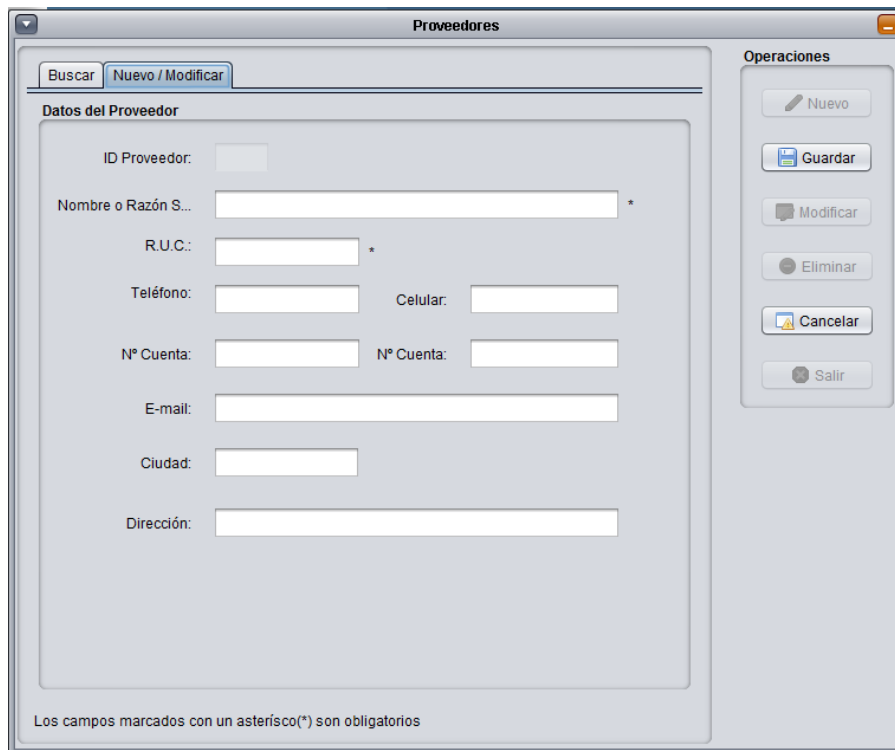 Proveedores
Buscar
Nuevo / Modificar
Datos del Proveedor
ID Proveedor:
Nombre o Razón S... *
R.U.C.: *
Teléfono:
Celular:
Nº Cuenta:
Nº Cuenta:
E-mail:
Ciudad:
Dirección:
Los campos marcados con un asterísco(*) son obligatorios
Operaciones
Nuevo
Guardar
Modificar
Eliminar
Cancelar
Salir